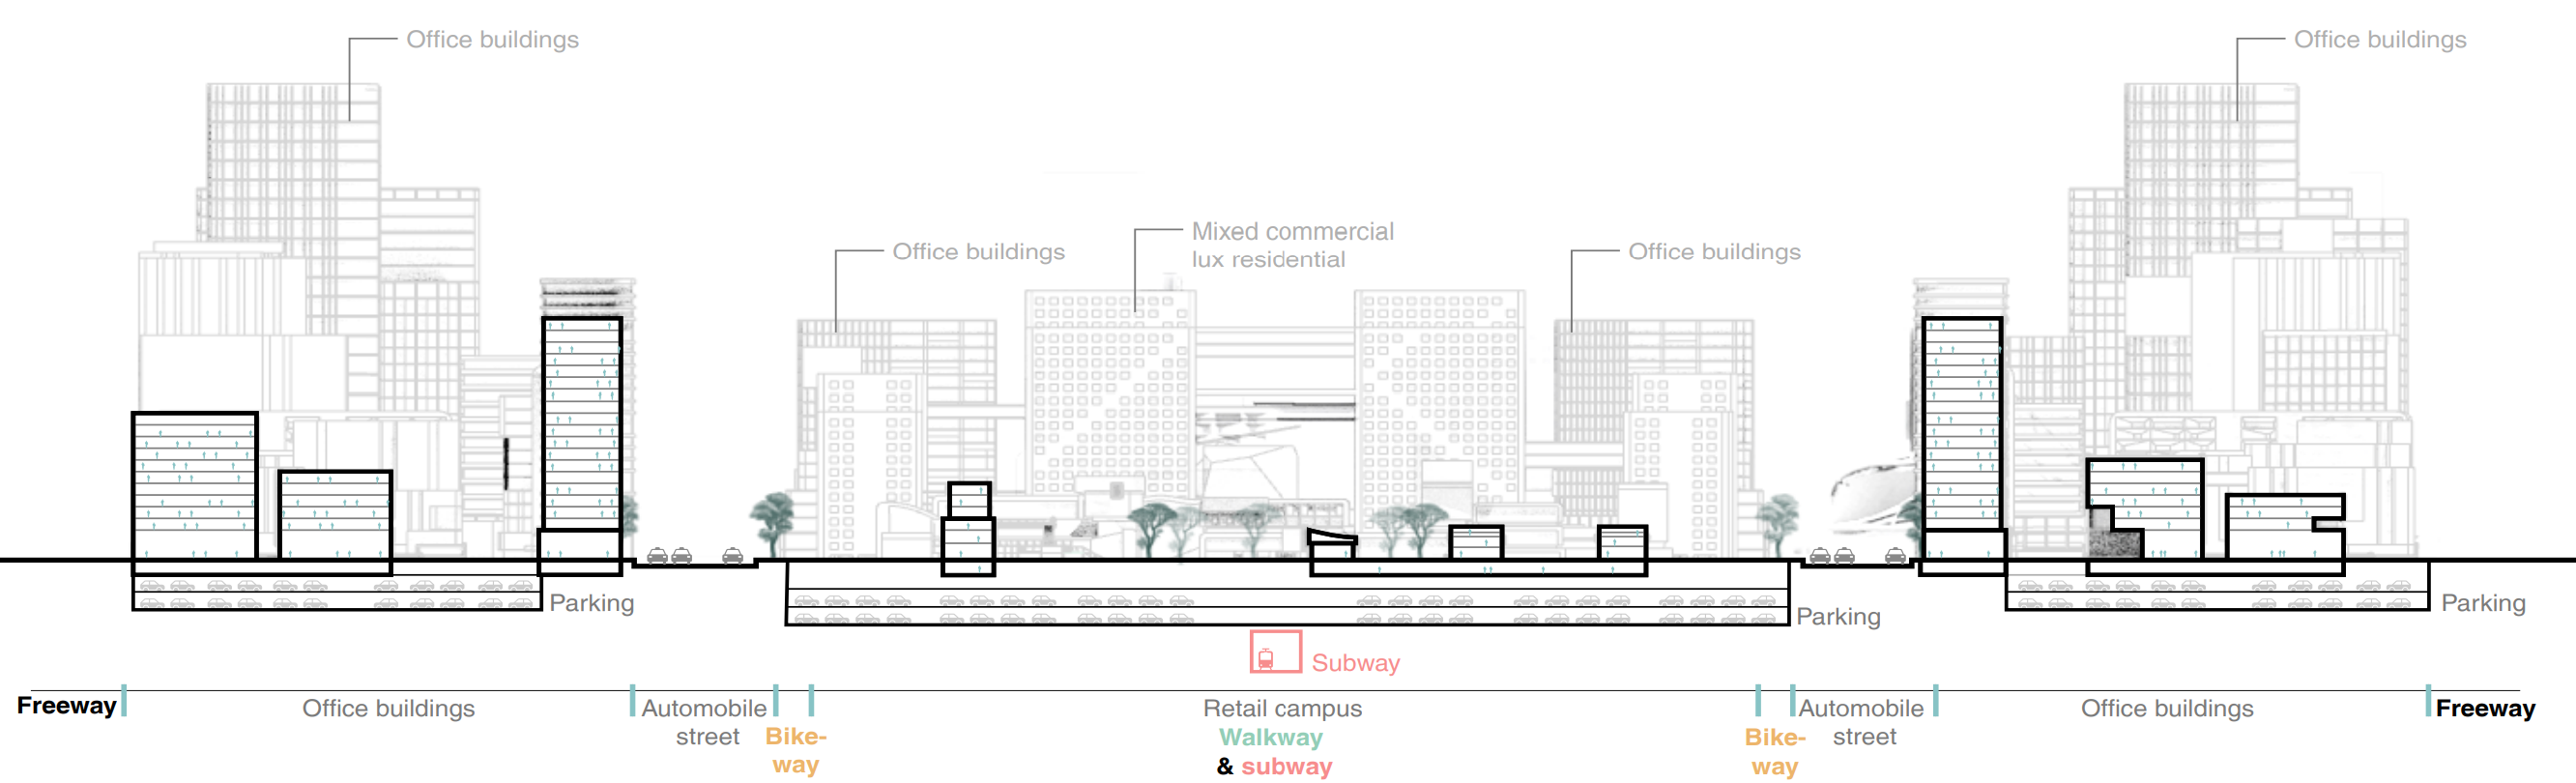 Office buildings
Office buildings
Office buildings
Mixed commercial
lux residential
Office buildings
Parking
Parking
Parking
Subway
Freeway
Office buildings
Automobile
street
Bike-
way
Retail campus
Walkway
& subway
Bike-
way
Automobile
street
Office buildings
Freeway